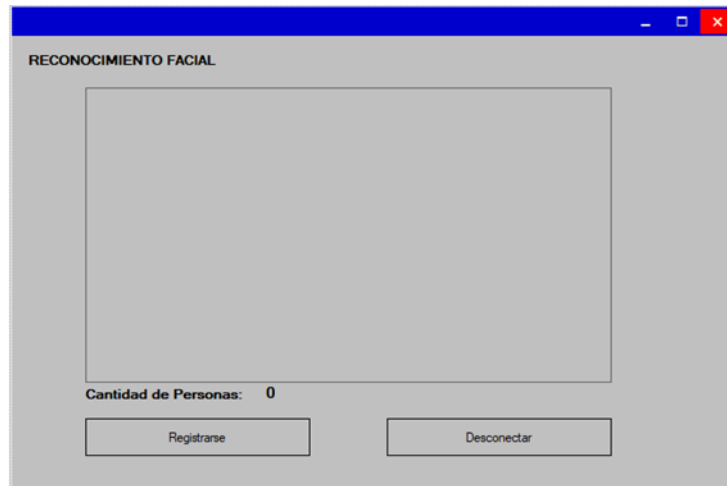 RECONOCIMIENTO FACIAL
Cantidad de Personas: 0
Registrarse Desconectar